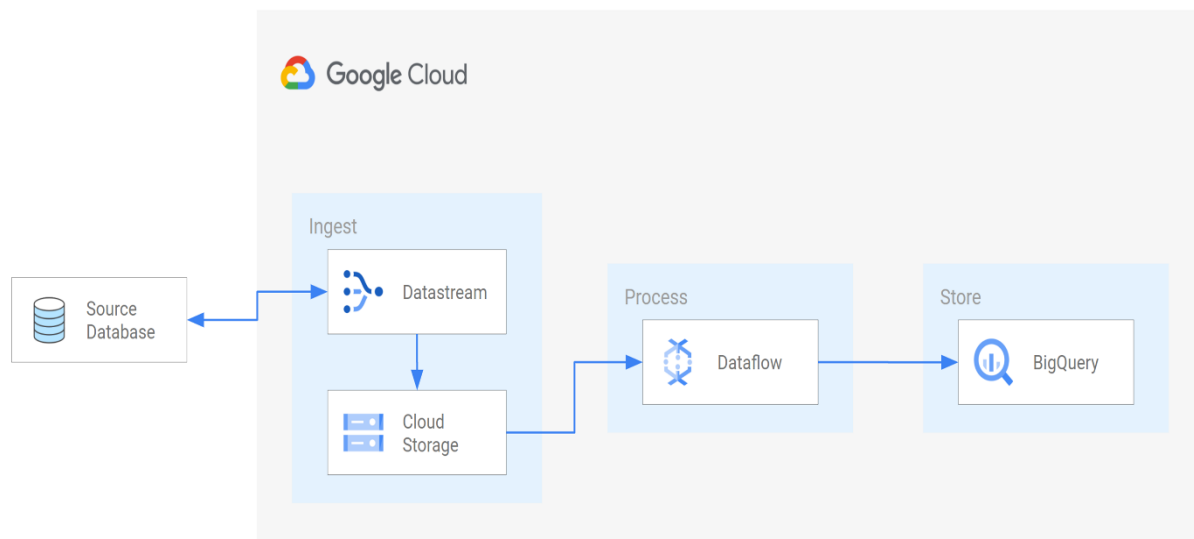 Google Cloud
Ingest
Datastream
Source
Database
Process
Store
Dataflow
BigQuery
Cloud
Storage